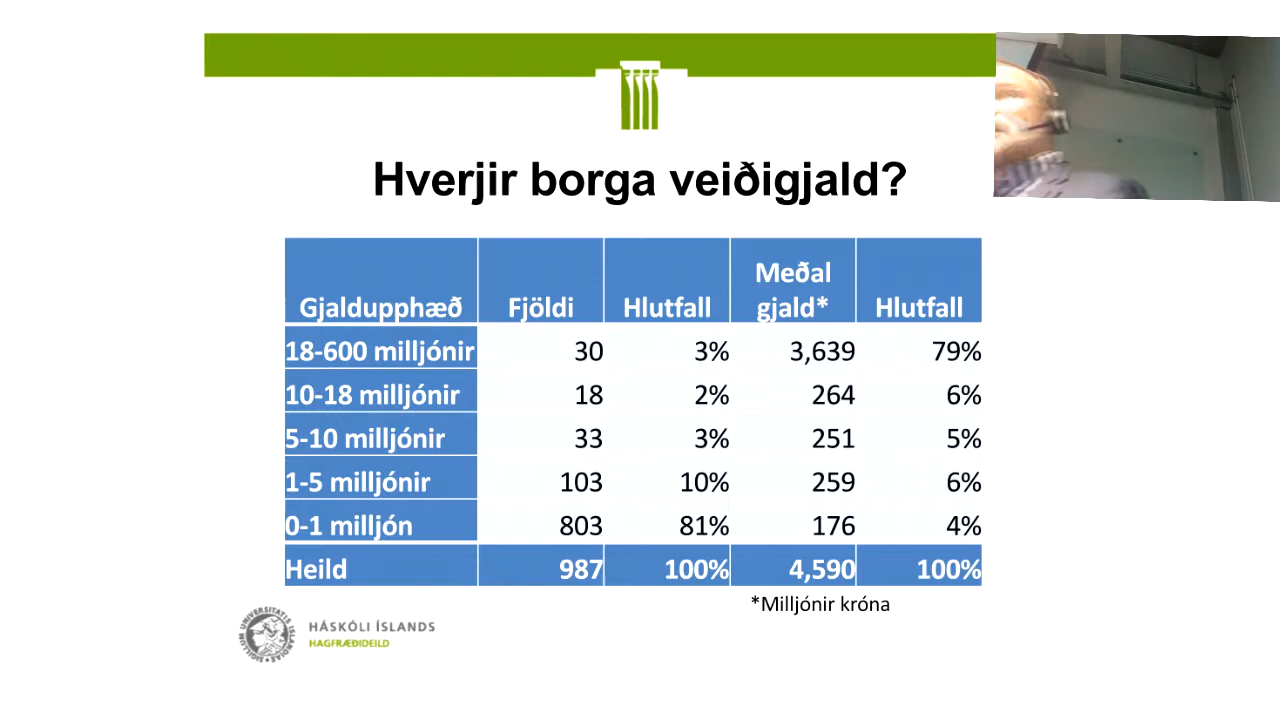 Hverjir borga veiðigjald?
Gjaldupphæð Fjöldi Hlutfall Meðal gjald* Hlutfall
18-600 milljónir 30 3% 3,639 79%
10-18 milljónir 18 2% 264 6%
5-10 milljónir 33 3% 251 5%
1-5 milljónir 103 10% 259 6%
0-1 milljón 803 81% 176 4%
Heild 987 100% 4,590 100%
*Milljónir króna
HÁSKÓLI ÍSLANDS
HAGFRÆÐIDEILD